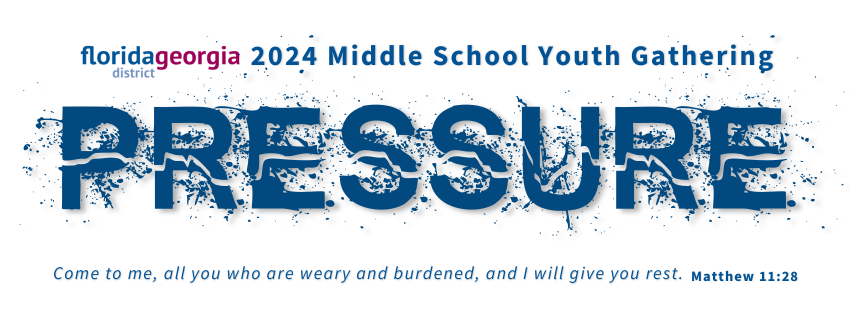 floridageorgia 2024 Middle School Youth Gathering
district
PRESSURE
Come to me, all you who are weary and burdened, and I will give you rest. Matthew 11:28